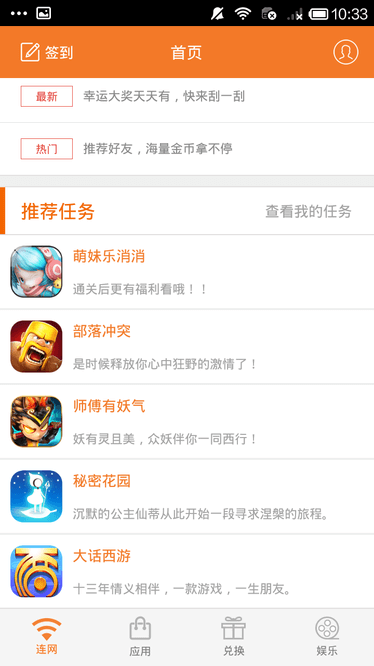 10:33
签到
首页
最新
幸运大奖天天有，快来刮一刮
热门
推荐好友，海量金币拿不停
推荐任务
查看我的任务
萌妹乐消消
通关后更有福利看哦！！
部落冲突
是时候释放你心中狂野的激情了！
师傅有妖气
妖有灵且美，众妖伴你一同西行！
秘密花园
沉默的公主仙蒂从此开始一段寻求涅槃的旅程。
大话西游
十三年情义相伴，一款游戏，一生朋友。
连网
应用
兑换
娱乐